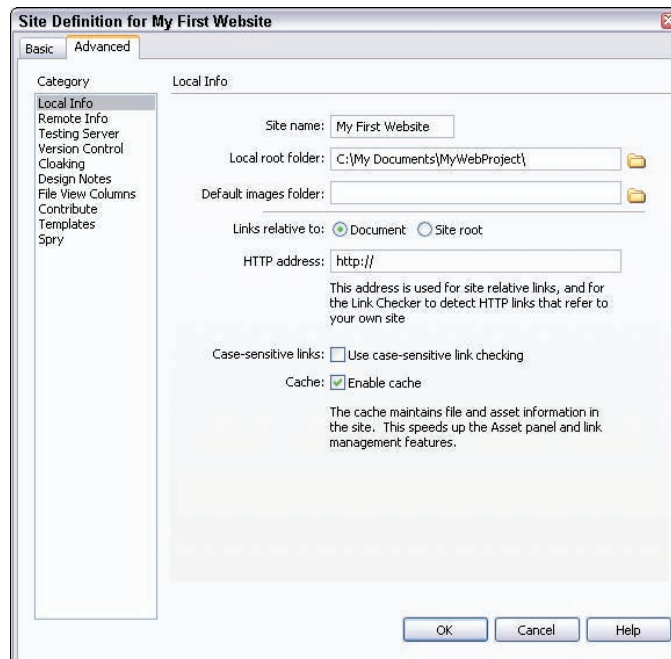 Site Definition for My First Website
Basic
Advanced
Category
Local Info
Remote Info
Testing Server
Version Control
Cloaking
Design Notes
File View Columns
Contribute
Templates
Spry
Local Info
Site name: My First Website
Local root folder: C:\My Documents\MyWebProject\
Default images folder:
Links relative to: Document Site root
HTTP address: http://
This address is used for site relative links, and for
the Link Checker to detect HTTP links that refer to
your own site
Case-sensitive links: Use case-sensitive link checking
Cache: Enable cache
The cache maintains file and asset information in
the site. This speeds up the Asset panel and link
management features.
OK Cancel Help